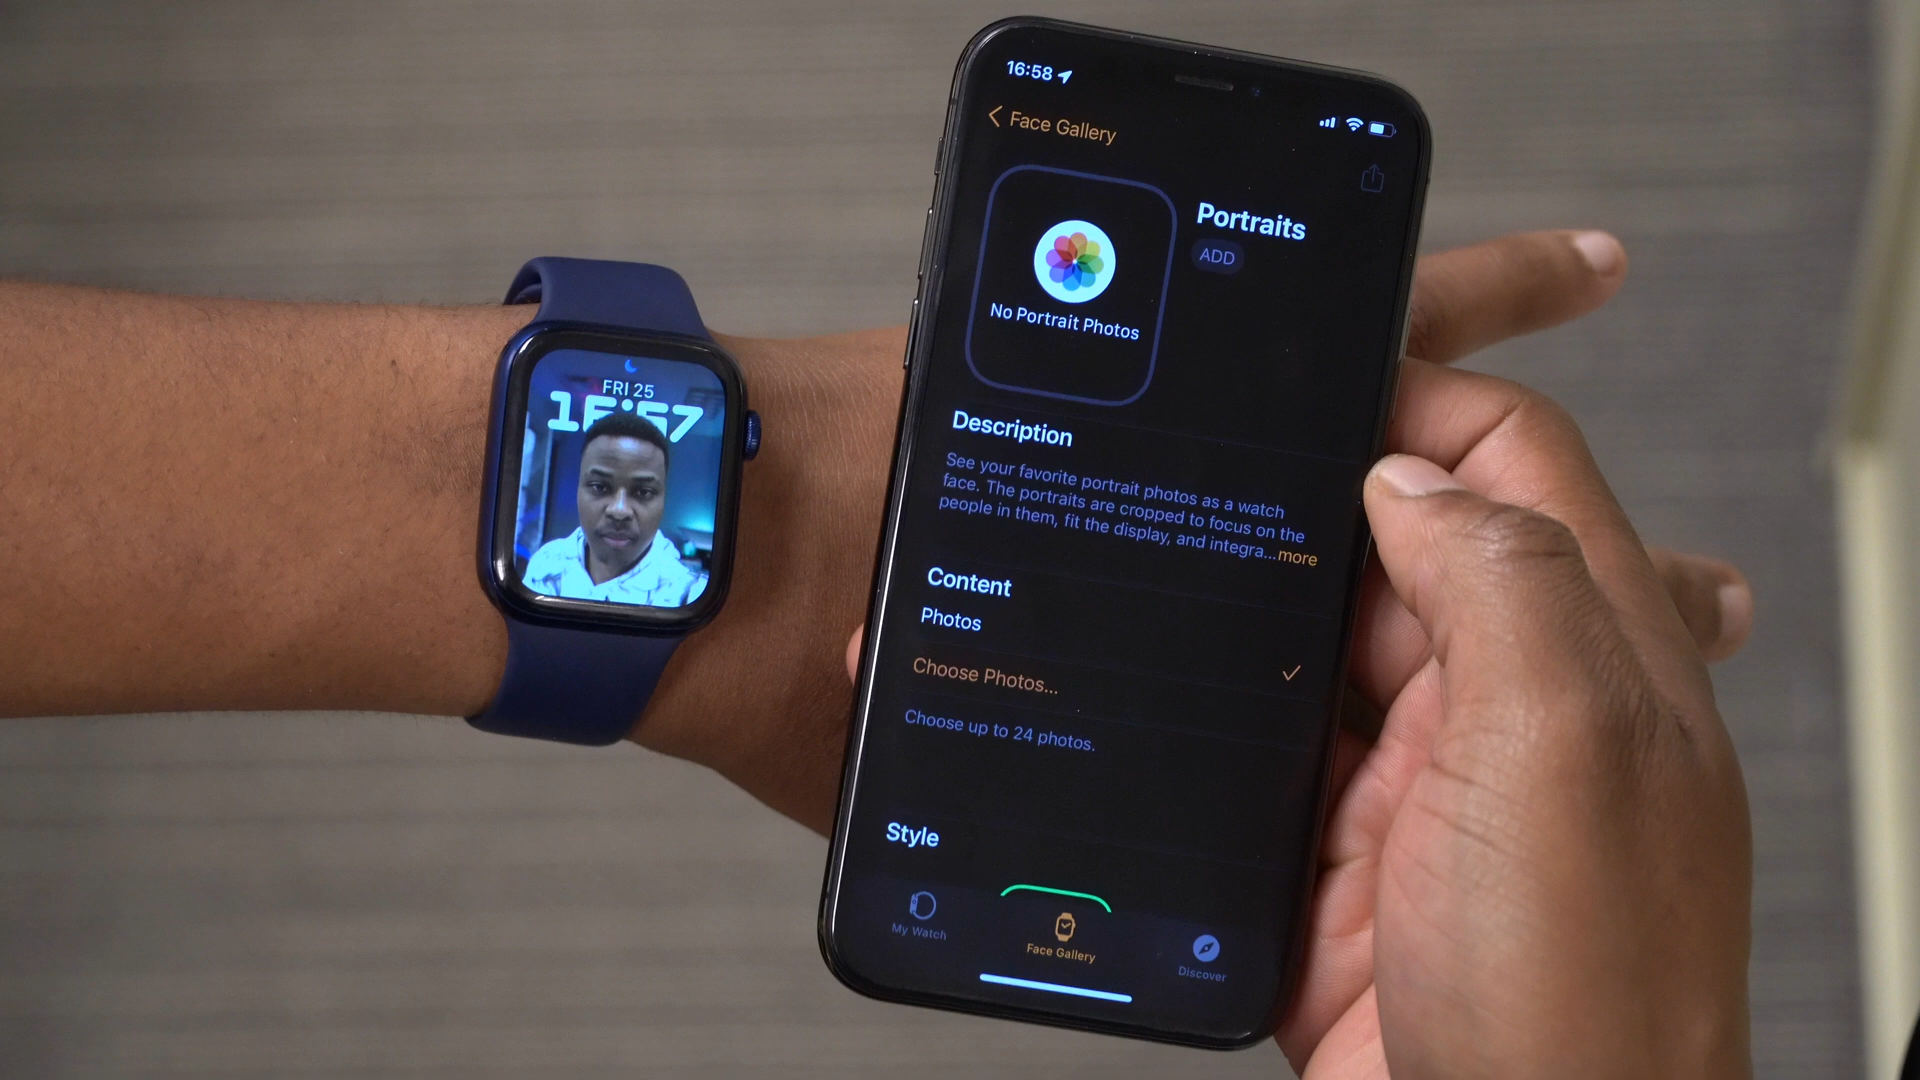 FRI 25
16:57
16:58
Face Gallery
Portraits
ADD
No Portrait Photos
Description
See your favorite portrait photos as a watch
face. The portraits are cropped to focus on the
people in them, fit the display, and integra...more
Content
Photos
Choose Photos...
Choose up to 24 photos.
Style
My Watch
Face Gallery
Discover